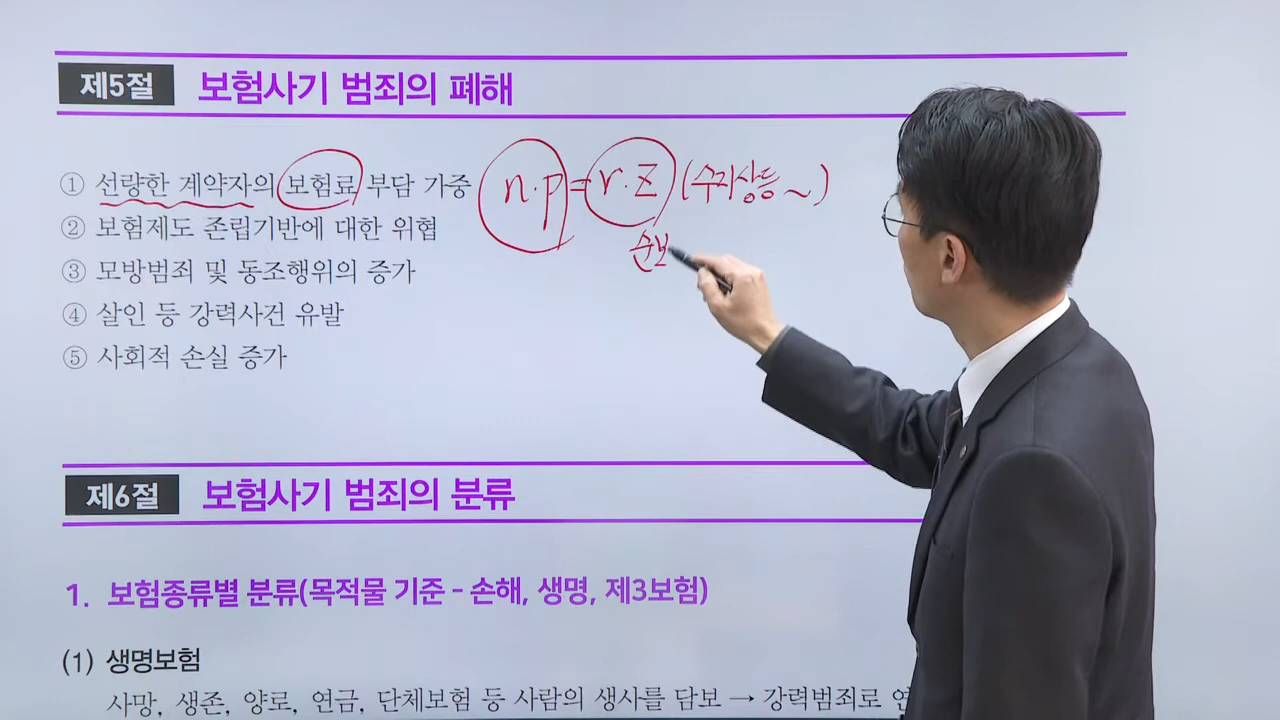 제5절 보험사기 범죄의 폐해
① 선량한 계약자의 보험료 부담 가중 n·p=r·z (수지상등~)
순보
② 보험제도 존립기반에 대한 위협
③ 모방범죄 및 동조행위의 증가
④ 살인 등 강력사건 유발
⑤ 사회적 손실 증가
제6절 보험사기 범죄의 분류
1. 보험종류별 분류(목적물 기준 - 손해, 생명, 제3보험)
(1) 생명보험
사망, 생존, 양로, 연금, 단체보험 등 사람의 생사를 담보 → 강력범죄로 연